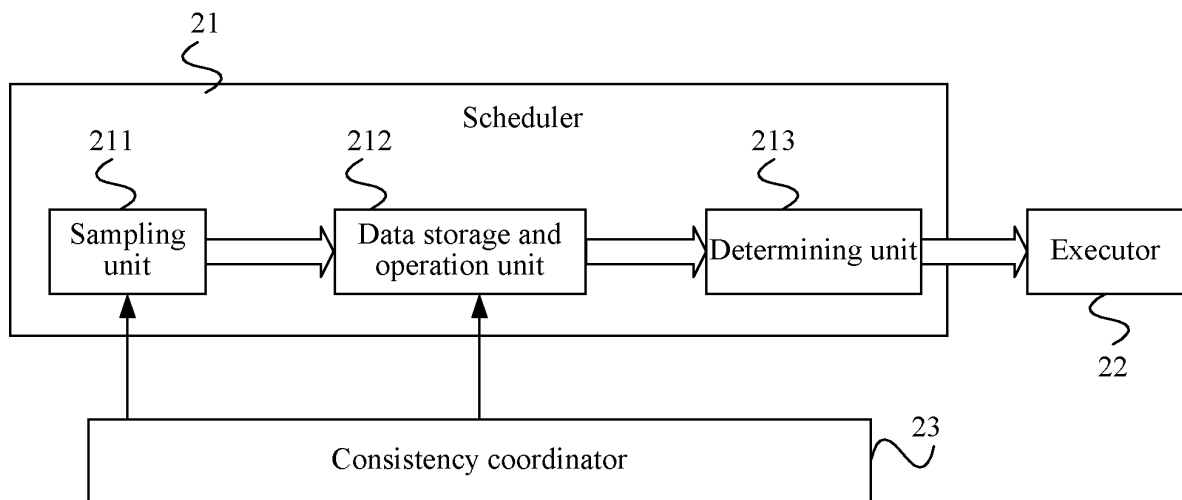 21
Scheduler
211
212
213
Sampling
unit
Data storage and
operation unit
Determining unit
Executor
22
23
Consistency coordinator